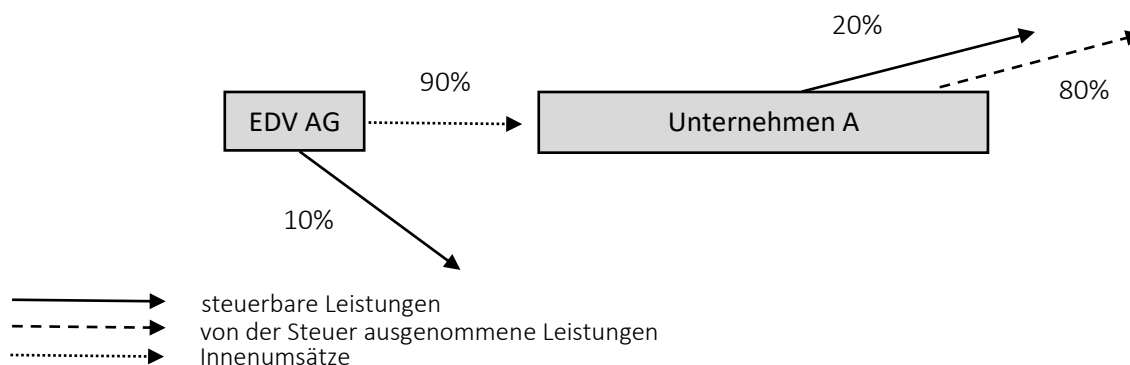 20%
90%
80%
EDV AG
Unternehmen A
10%
steuerbare Leistungen
von der Steuer ausgenommene Leistungen
Innenumsätze